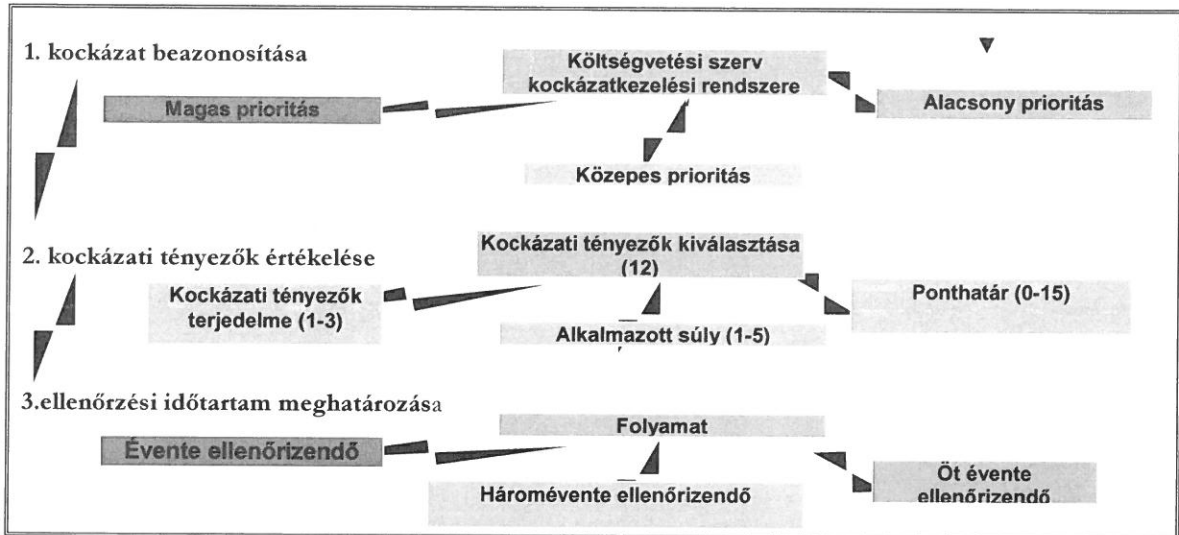 1. kockázat beazonosítása
Költségvetési szerv
kockázatkezelési rendszere
Magas prioritás
Alacsony prioritás
Közepes prioritás
2. kockázati tényezők értékelése
Kockázati tényezők kiválasztása
(12)
Kockázati tényezők
terjedelme (1-3)
Ponthatár (0-15)
Alkalmazott súly (1-5)
3.ellenőrzési időtartam meghatározása
Folyamat
Évente ellenőrizendő
Háromévente ellenőrizendő
Öt évente
ellenőrizendő